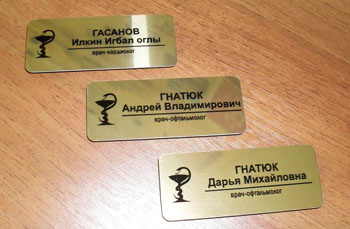 ГАСАНОВ
Илкин Игбал оглы
врач-кардиолог
ГНАТЮК
Андрей Владимирович
врач-офтальмолог
ГНАТЮК
Дарья Михайловна
врач-офтальмолог